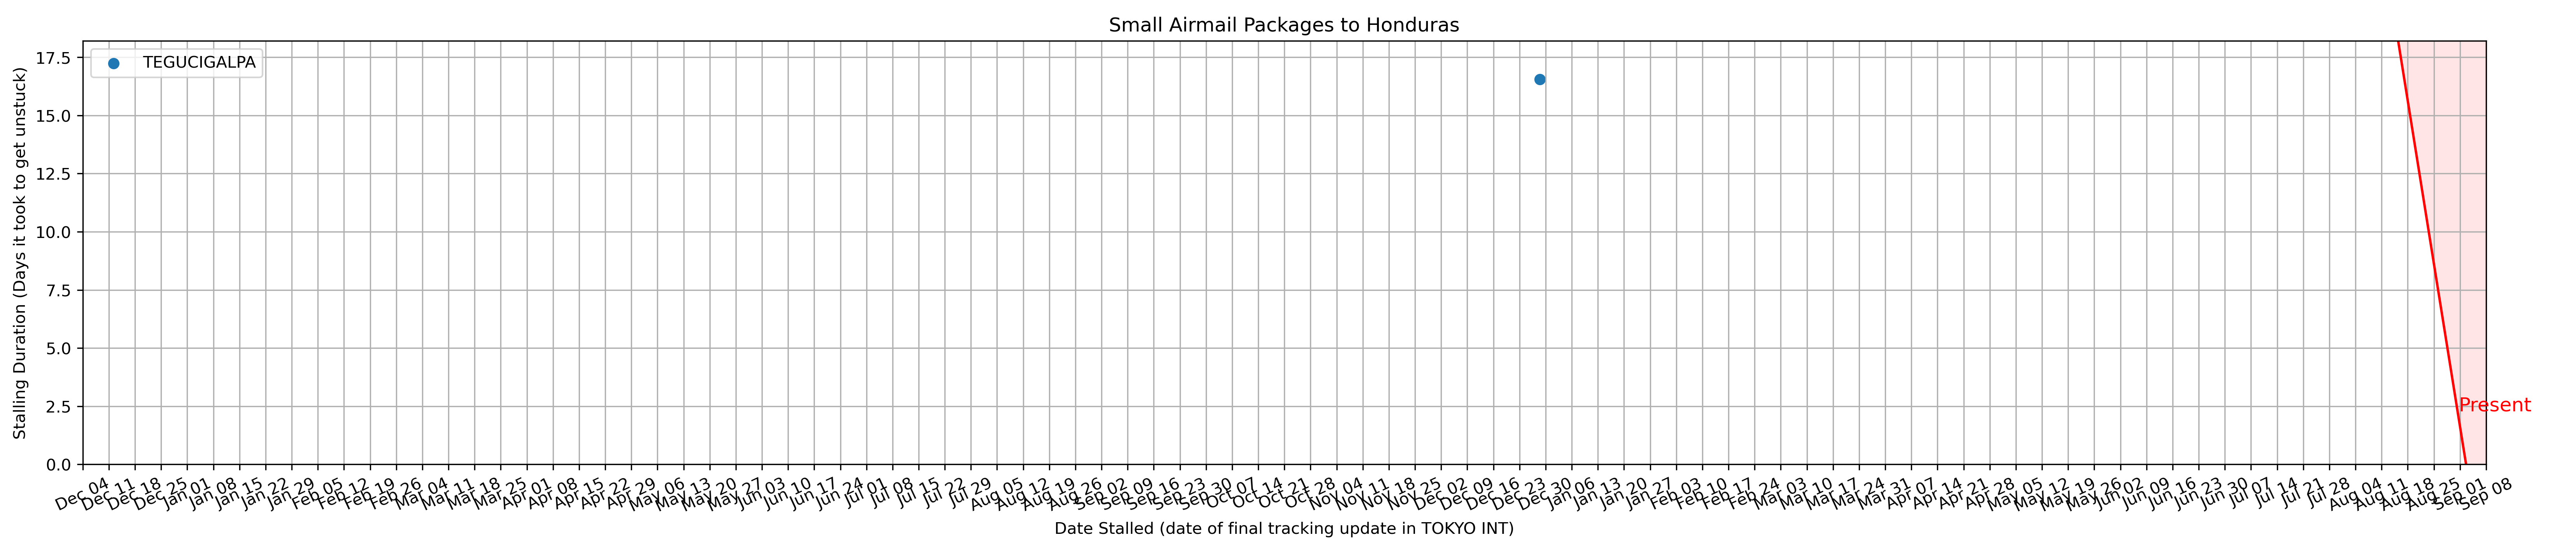 Small Airmail Packages to Honduras
TEGUCIGALPA
Stalling Duration (Days it took to get unstuck)
17.5
15.0
12.5
10.0
7.5
5.0
2.5
0.0
Present
Dec 04 Dec 11 Dec 18 Dec 25 Jan 01 Jan 08 Jan 15 Jan 22 Jan 29 Feb 05 Feb 12 Feb 19 Feb 26 Mar 04 Mar 11 Mar 18 Mar 25 Apr 01 Apr 08 Apr 15 Apr 22 Apr 29 May 06 May 13 May 20 May 27 Jun 03 Jun 10 Jun 17 Jun 24 Jul 01 Jul 08 Jul 15 Jul 22 Jul 29 Aug 05 Aug 12 Aug 19 Aug 26 Sep 02 Sep 09 Sep 16 Sep 23 Sep 30 Oct 07 Oct 14 Oct 21 Oct 28 Nov 04 Nov 11 Nov 18 Nov 25 Dec 02 Dec 09 Dec 16 Dec 23 Dec 30 Jan 06 Jan 13 Jan 20 Jan 27 Feb 03 Feb 10 Feb 17 Feb 24 Mar 03 Mar 10 Mar 17 Mar 24 Mar 31 Apr 07 Apr 14 Apr 21 Apr 28 May 05 May 12 May 19 May 26 Jun 02 Jun 09 Jun 16 Jun 23 Jun 30 Jul 07 Jul 14 Jul 21 Jul 28 Aug 04 Aug 11 Aug 18 Aug 25 Sep 01 Sep 08
Date Stalled (date of final tracking update in TOKYO INT)